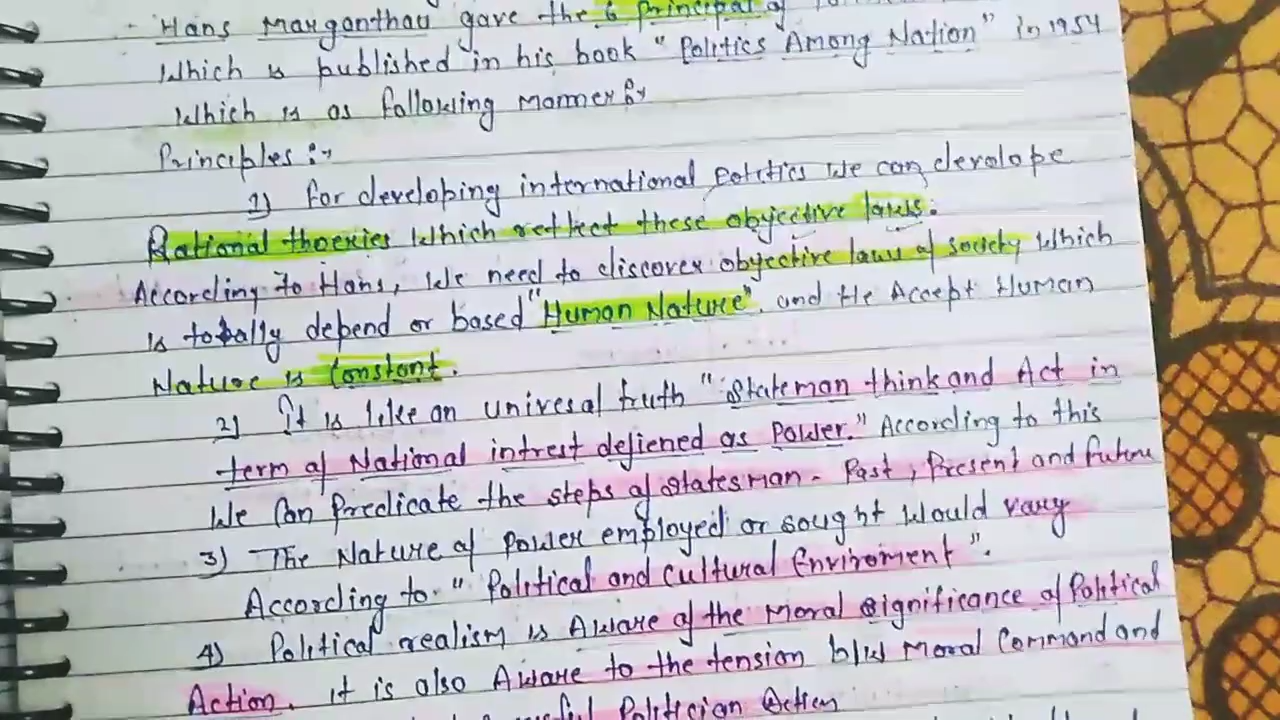 Hans Marganthau gave the 6 principal of
Which is published in his book "Politics Among Nation" in 1954
Which is as following manner:-
Principles:-
1) for developing international politics we can devolope
Rational thoeries which reflect these objective laws.
According to Hans, We need to discover objective laws of society which
is totally depend or based "Human Nature". and He Accept Human
Nature is Constant.
2) It is like an univesal truth "Stateman think and Act in
term of National intrest defiened as Power." According to this
We Can Predicate the steps of statesman - Past, Present and future
3) The Nature of Power employed or sought would vary
According to "Political and cultural Enviroment".
4) Political realism is Aware of the Moral significance of Political
Action. it is also Aware to the tension b/w Moral Command and
Politician Action